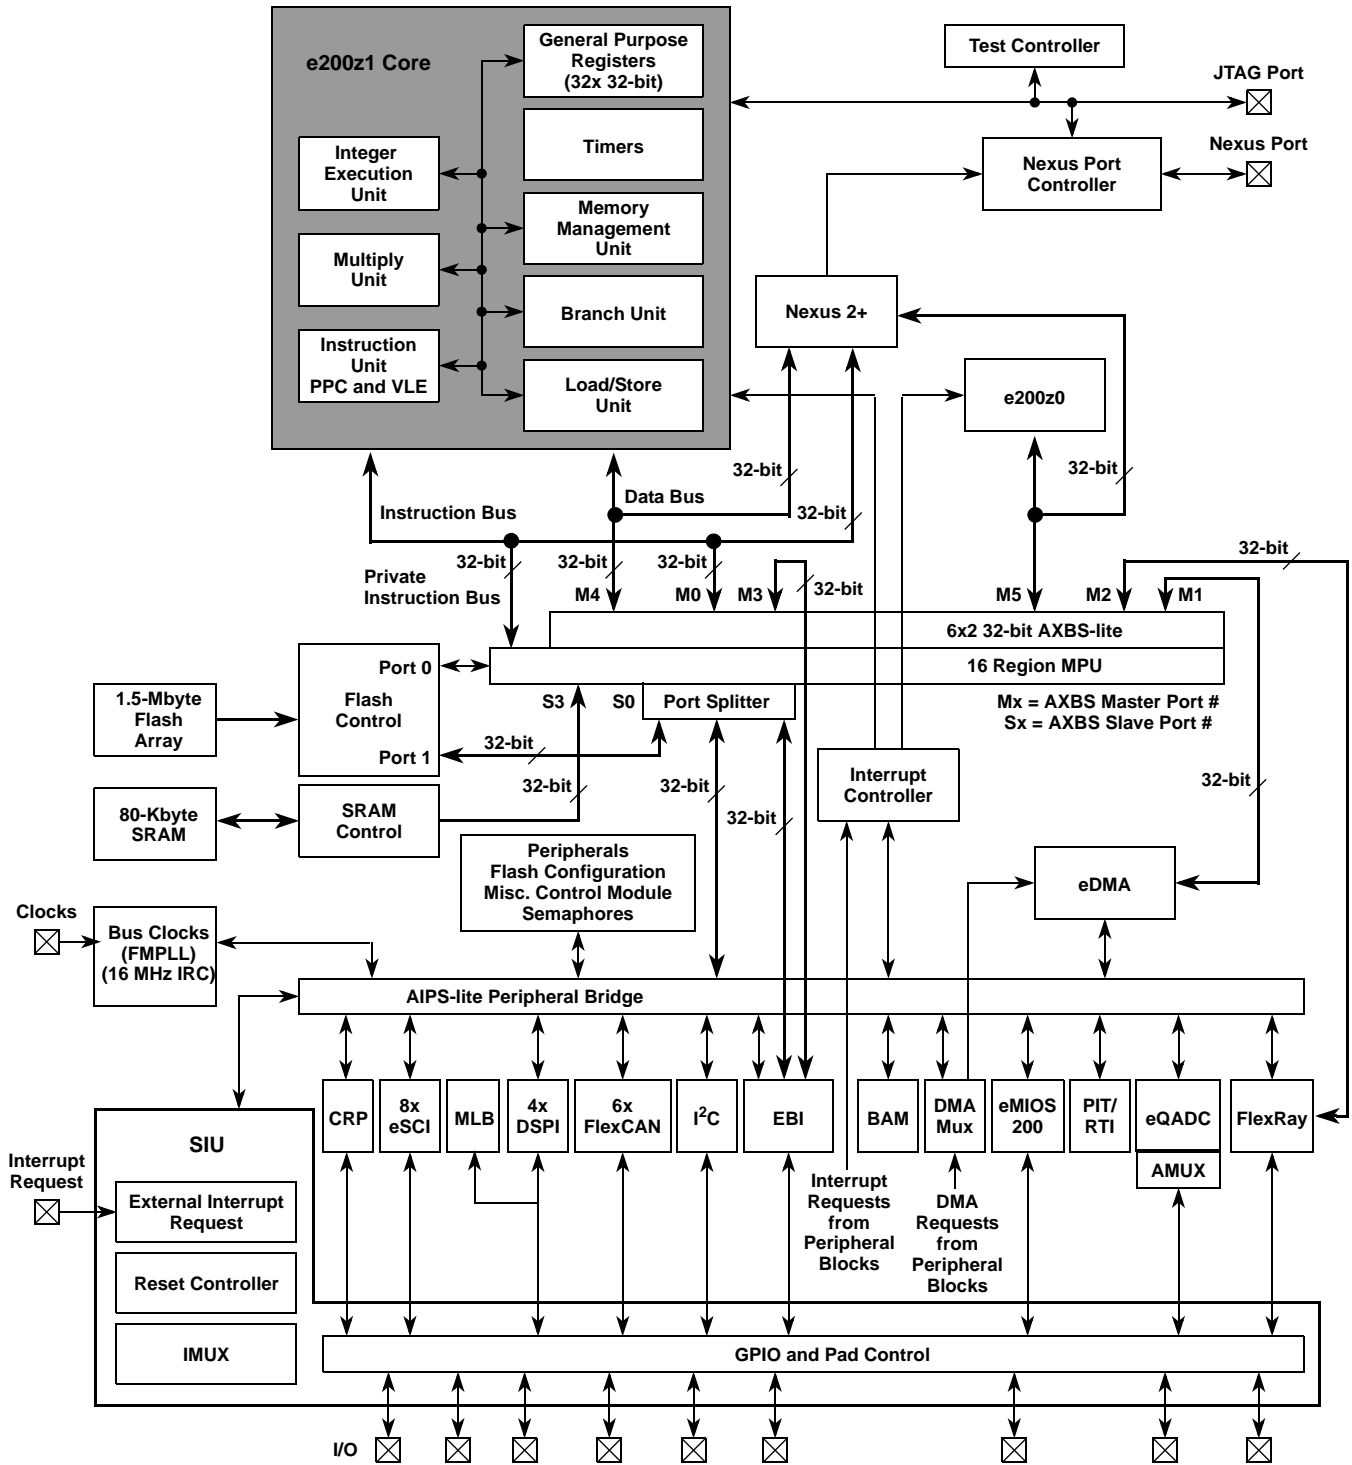 e200z1 Core
General Purpose
Registers
(32x 32-bit)
Timers
Integer
Execution
Unit
Memory
Management
Unit
Multiply
Unit
Branch Unit
Instruction
Unit
PPC and VLE
Load/Store
Unit
Test Controller
JTAG Port
Nexus Port
Nexus Port
Controller
Nexus 2+
e200z0
32-bit
32-bit
Data Bus
Instruction Bus
32-bit
32-bit
32-bit
32-bit
32-bit
32-bit
32-bit
Private
Instruction Bus
M4
M0
M3
M5
M2
M1
6x2 32-bit AXBS-lite
16 Region MPU
Port 0
Flash
Control
Port 1
1.5-Mbyte
Flash
Array
S3
S0
Port Splitter
Mx = AXBS Master Port #
Sx = AXBS Slave Port #
32-bit
32-bit
32-bit
32-bit
32-bit
Interrupt
Controller
80-Kbyte
SRAM
SRAM
Control
Peripherals
Flash Configuration
Misc. Control Module
Semaphores
eDMA
Clocks
Bus Clocks
(FMPLL)
(16 MHz IRC)
AIPS-lite Peripheral Bridge
CRP
8x
eSCI
MLB
4x
DSPI
6x
FlexCAN
I2C
EBI
BAM
DMA
Mux
eMIOS
200
PIT/
RTI
eQADC
AMUX
FlexRay
SIU
Interrupt
Request
External Interrupt
Request
Reset Controller
IMUX
Interrupt
Requests
from
Peripheral
Blocks
DMA
Requests
from
Peripheral
Blocks
GPIO and Pad Control
I/O